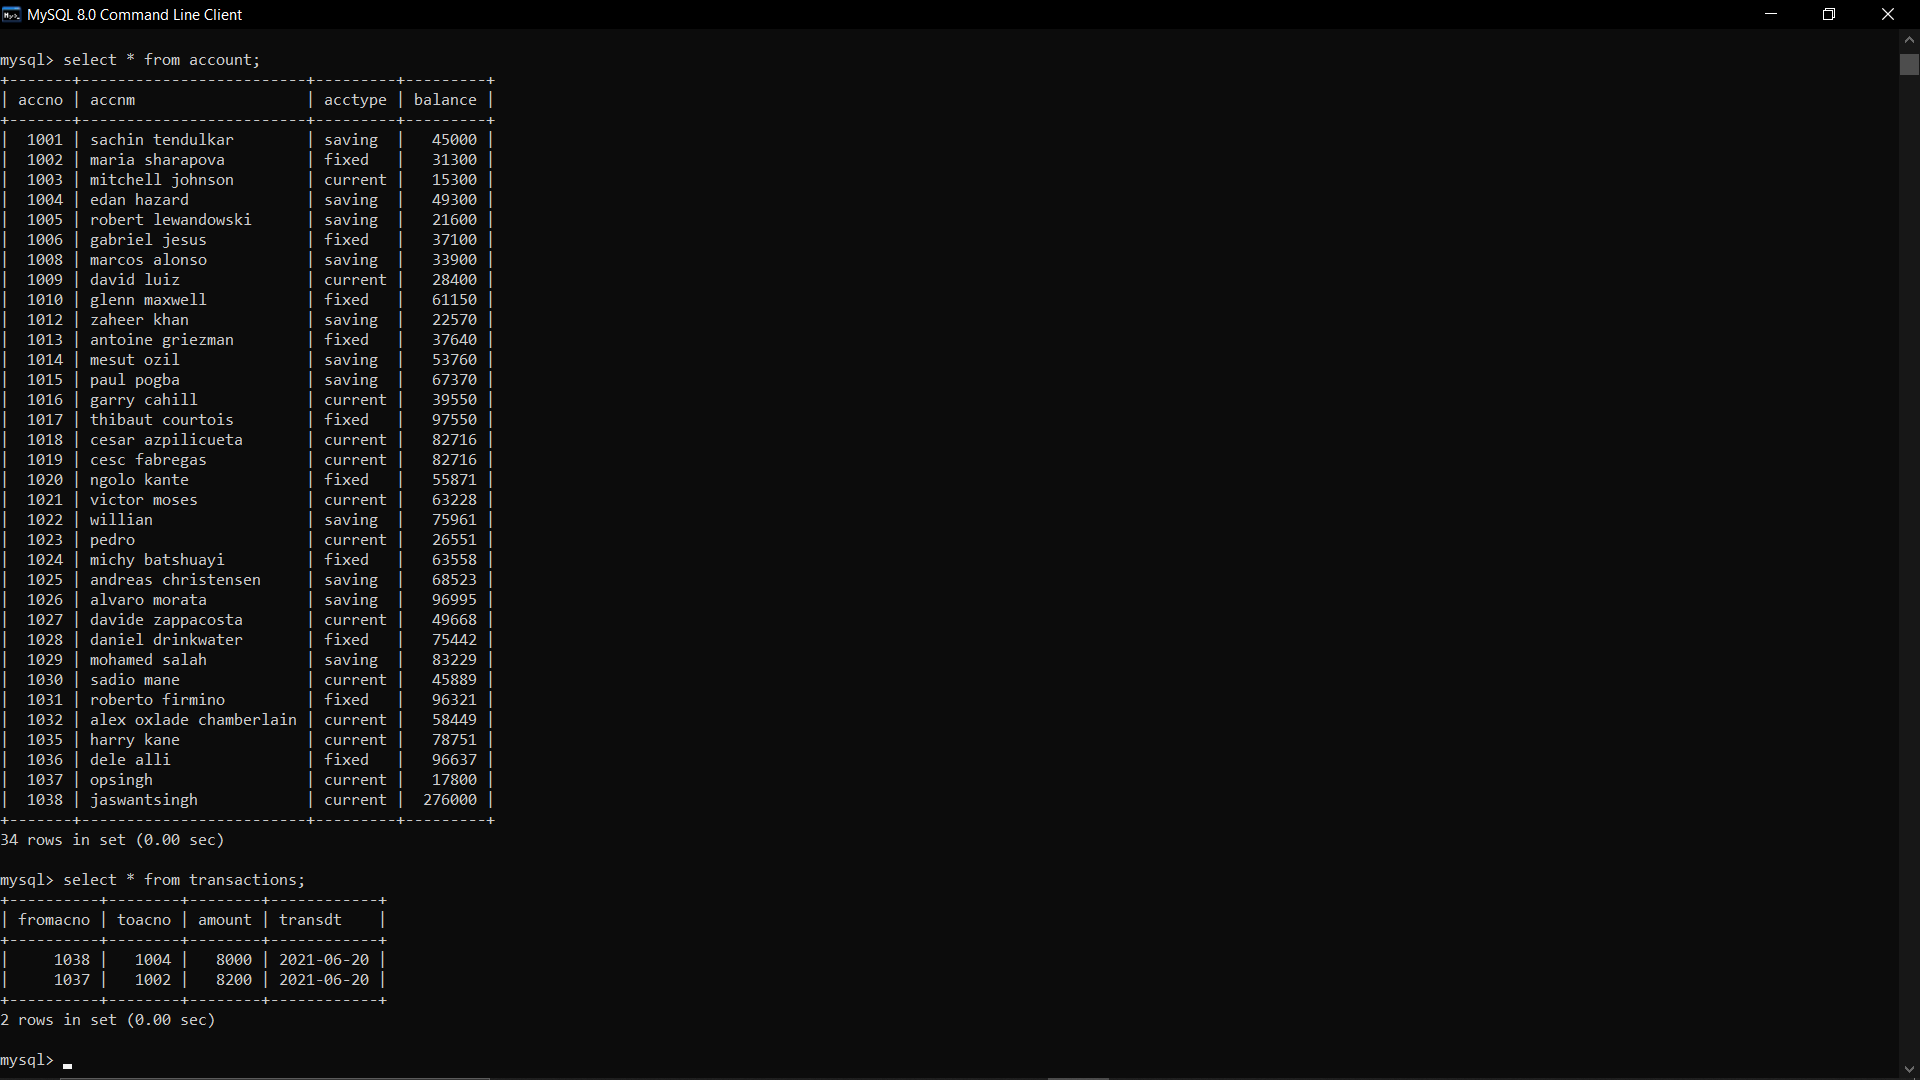 MySQL 8.0 Command Line Client
mysql> select * from account;
+-------+-------------------------+---------+---------+
| accno | accnm                   | acctype | balance |
+-------+-------------------------+---------+---------+
|  1001 | sachin tendulkar        | saving  |   45000 |
|  1002 | maria sharapova         | fixed   |   31300 |
|  1003 | mitchell johnson        | current |   15300 |
|  1004 | edan hazard             | saving  |   49300 |
|  1005 | robert lewandowski      | saving  |   21600 |
|  1006 | gabriel jesus           | fixed   |   37100 |
|  1008 | marcos alonso           | saving  |   33900 |
|  1009 | david luiz              | current |   28400 |
|  1010 | glenn maxwell           | fixed   |   61150 |
|  1012 | zaheer khan             | saving  |   22570 |
|  1013 | antoine griezman        | fixed   |   37640 |
|  1014 | mesut ozil              | saving  |   53760 |
|  1015 | paul pogba              | saving  |   67370 |
|  1016 | garry cahill            | current |   39550 |
|  1017 | thibaut courtois        | fixed   |   97550 |
|  1018 | cesar azpilicueta       | current |   82716 |
|  1019 | cesc fabregas           | current |   82716 |
|  1020 | ngolo kante             | fixed   |   55871 |
|  1021 | victor moses            | current |   63228 |
|  1022 | willian                 | saving  |   75961 |
|  1023 | pedro                   | current |   26551 |
|  1024 | michy batshuayi         | fixed   |   63558 |
|  1025 | andreas christensen     | saving  |   68523 |
|  1026 | alvaro morata           | saving  |   96995 |
|  1027 | davide zappacosta       | current |   49668 |
|  1028 | daniel drinkwater       | fixed   |   75442 |
|  1029 | mohamed salah           | saving  |   83229 |
|  1030 | sadio mane              | current |   45889 |
|  1031 | roberto firmino         | fixed   |   96321 |
|  1032 | alex oxlade chamberlain | current |   58449 |
|  1035 | harry kane              | current |   78751 |
|  1036 | dele alli               | fixed   |   96637 |
|  1037 | opsingh                 | current |   17800 |
|  1038 | jaswantsingh            | current |  276000 |
+-------+-------------------------+---------+---------+
34 rows in set (0.00 sec)
mysql> select * from transactions;
+----------+--------+--------+------------+
| fromacno | toacno | amount | transdt    |
+----------+--------+--------+------------+
|     1038 |   1004 |   8000 | 2021-06-20 |
|     1037 |   1002 |   8200 | 2021-06-20 |
+----------+--------+--------+------------+
2 rows in set (0.00 sec)
mysql> _